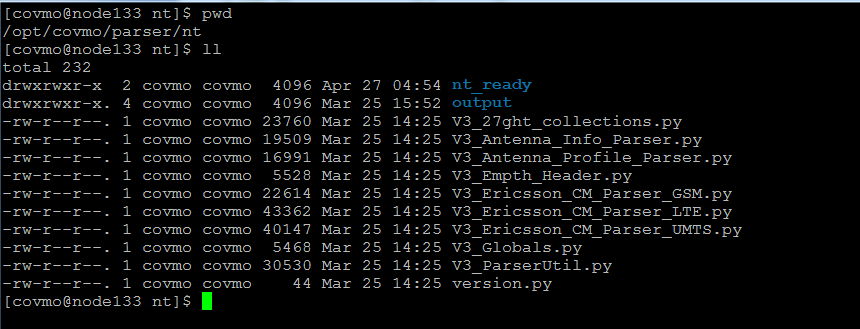 [covmo@node133 nt]$ pwd
/opt/covmo/parser/nt
[covmo@node133 nt]$ ll
total 232
drwxrwxr-x  2 covmo covmo  4096 Apr 27 04:54 nt_ready
drwxrwxr-x. 4 covmo covmo  4096 Mar 25 15:52 output
-rw-r--r--. 1 covmo covmo 23760 Mar 25 14:25 V3_27ght_collections.py
-rw-r--r--. 1 covmo covmo 19509 Mar 25 14:25 V3_Antenna_Info_Parser.py
-rw-r--r--. 1 covmo covmo 16991 Mar 25 14:25 V3_Antenna_Profile_Parser.py
-rw-r--r--. 1 covmo covmo  5528 Mar 25 14:25 V3_Empth_Header.py
-rw-r--r--. 1 covmo covmo 22614 Mar 25 14:25 V3_Ericsson_CM_Parser_GSM.py
-rw-r--r--. 1 covmo covmo 43362 Mar 25 14:25 V3_Ericsson_CM_Parser_LTE.py
-rw-r--r--. 1 covmo covmo 40147 Mar 25 14:25 V3_Ericsson_CM_Parser_UMTS.py
-rw-r--r--. 1 covmo covmo  5468 Mar 25 14:25 V3_Globals.py
-rw-r--r--. 1 covmo covmo 30530 Mar 25 14:25 V3_ParserUtil.py
-rw-r--r--. 1 covmo covmo    44 Mar 25 14:25 version.py
[covmo@node133 nt]$